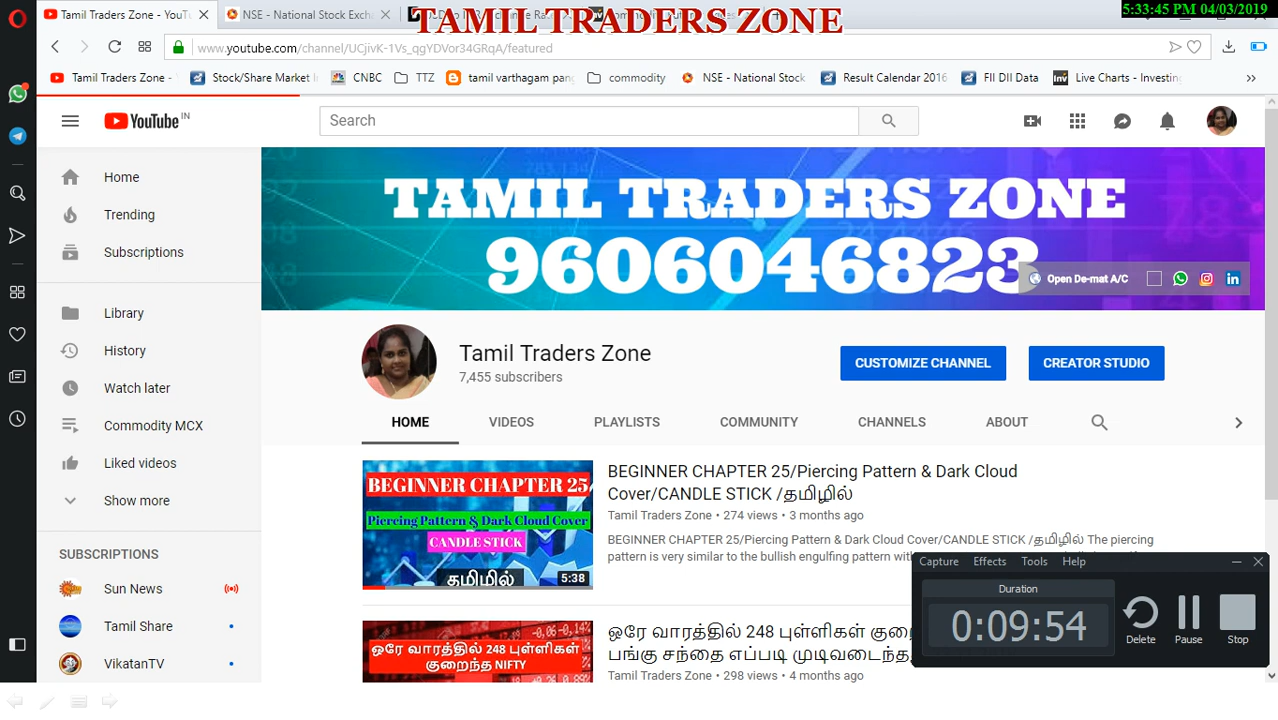 TAMIL TRADERS ZONE
5:33:45 PM 04/03/2019
Tamil Traders Zone - YouT
NSE - National Stock Exch
www.youtube.com/channel/UCjivK-1Vs_qgYDVor34GRqA/featured
Tamil Traders Zone -
Stock/Share Market I
CNBC
TTZ
tamil varthagam pan
commodity
NSE - National Stock
Result Calendar 2016
FII DII Data
Live Charts - Investin
YouTube IN
Search
Home
Trending
Subscriptions
Library
History
Watch later
Commodity MCX
Liked videos
Show more
SUBSCRIPTIONS
Sun News
Tamil Share
VikatanTV
TAMIL TRADERS ZONE
9606046823
Open De-mat A/C
Tamil Traders Zone
7,455 subscribers
CUSTOMIZE CHANNEL
CREATOR STUDIO
HOME
VIDEOS
PLAYLISTS
COMMUNITY
CHANNELS
ABOUT
BEGINNER CHAPTER 25
Piercing Pattern & Dark Cloud Cover
CANDLE STICK
தமிழில்
5:38
BEGINNER CHAPTER 25/Piercing Pattern & Dark Cloud
Cover/CANDLE STICK /தமிழில்
Tamil Traders Zone • 274 views • 3 months ago
BEGINNER CHAPTER 25/Piercing Pattern & Dark Cloud Cover/CANDLE STICK /தமிழில் The piercing
pattern is very similar to the bullish engulfing pattern
ஒரே வாரத்தில் 248 புள்ளிகள்
குறைந்த NIFTY
ஒரே வாரத்தில் 248 புள்ளிகள்
பங்கு சந்தை எப்படி முடிவடைந்த
Tamil Traders Zone • 298 views • 4 months ago
Capture
Effects
Tools
Help
Duration
0:09:54
Delete
Pause
Stop